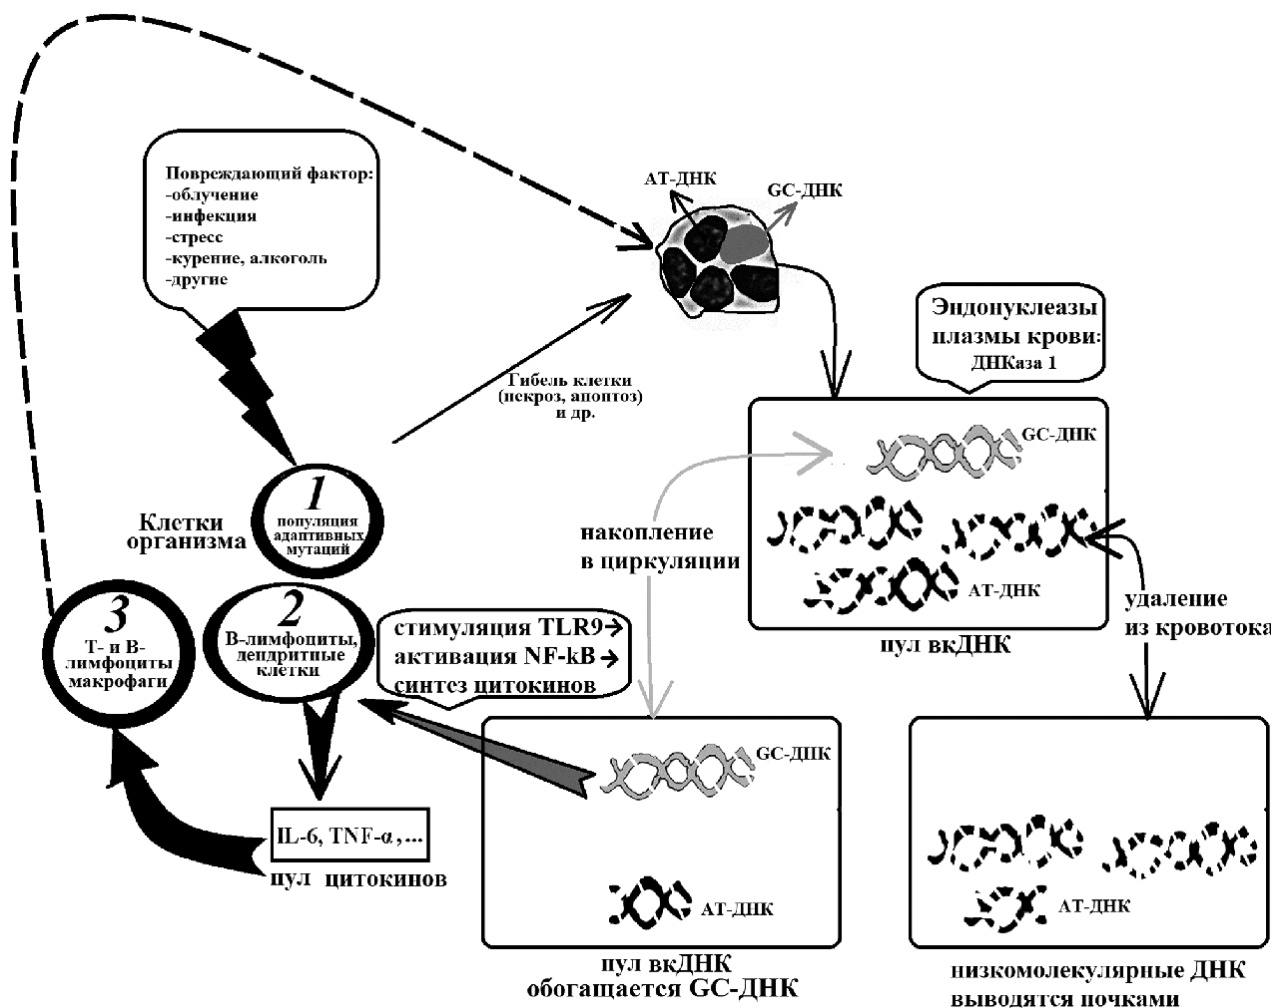 Повреждающий фактор:
-облучение
-инфекция
-стресс
-курение, алкоголь
-другие
АТ-ДНК
GC-ДНК
Эндонуклеазы
плазмы крови:
ДНКаза 1
Гибель клетки
(некроз, апоптоз)
и др.
GC-ДНК
АТ-ДНК
пул вкДНК
накопление
в циркуляции
удаление
из кровотока
Клетки
организма
1
популяция
адаптивных
мутаций
2
В-лимфоциты,
дендритные
клетки
3
Т- и В-
лимфоциты
макрофаги
стимуляция TLR9→
активация NF-kB→
синтез цитокинов
IL-6, TNF-α,...
пул цитокинов
GC-ДНК
АТ-ДНК
пул вкДНК
обогащается GC-ДНК
АТ-ДНК
низкомолекулярные ДНК
выводятся почками